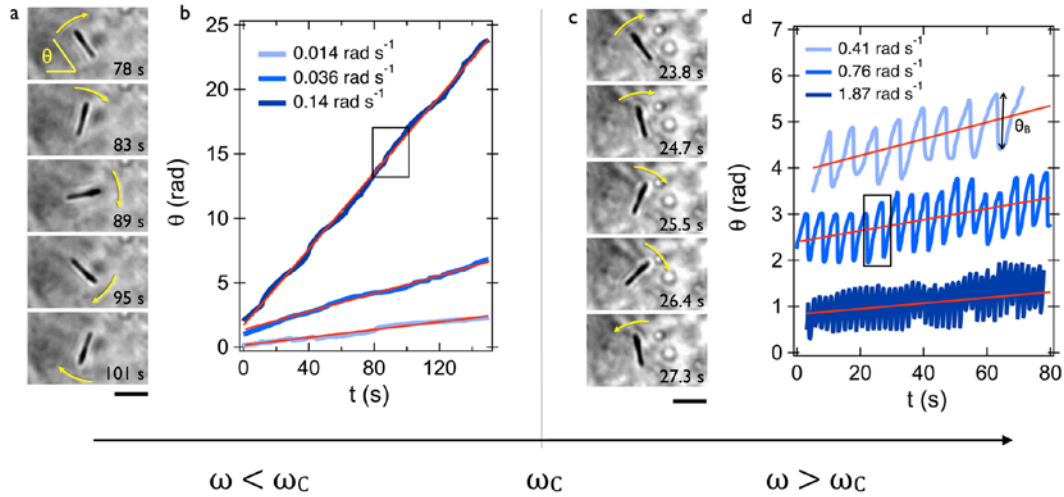 a
θ
78 s
83 s
89 s
95 s
101 s
b
0.014 rad s⁻¹
0.036 rad s⁻¹
0.14 rad s⁻¹
25
20
15
10
5
0
θ (rad)
0 40 80 120
t (s)
c
23.8 s
24.7 s
25.5 s
26.4 s
27.3 s
d
0.41 rad s⁻¹
0.76 rad s⁻¹
1.87 rad s⁻¹
θB
7
6
5
4
3
2
1
0
θ (rad)
0 20 40 60 80
t (s)
ω < ωC
ωC
ω > ωC